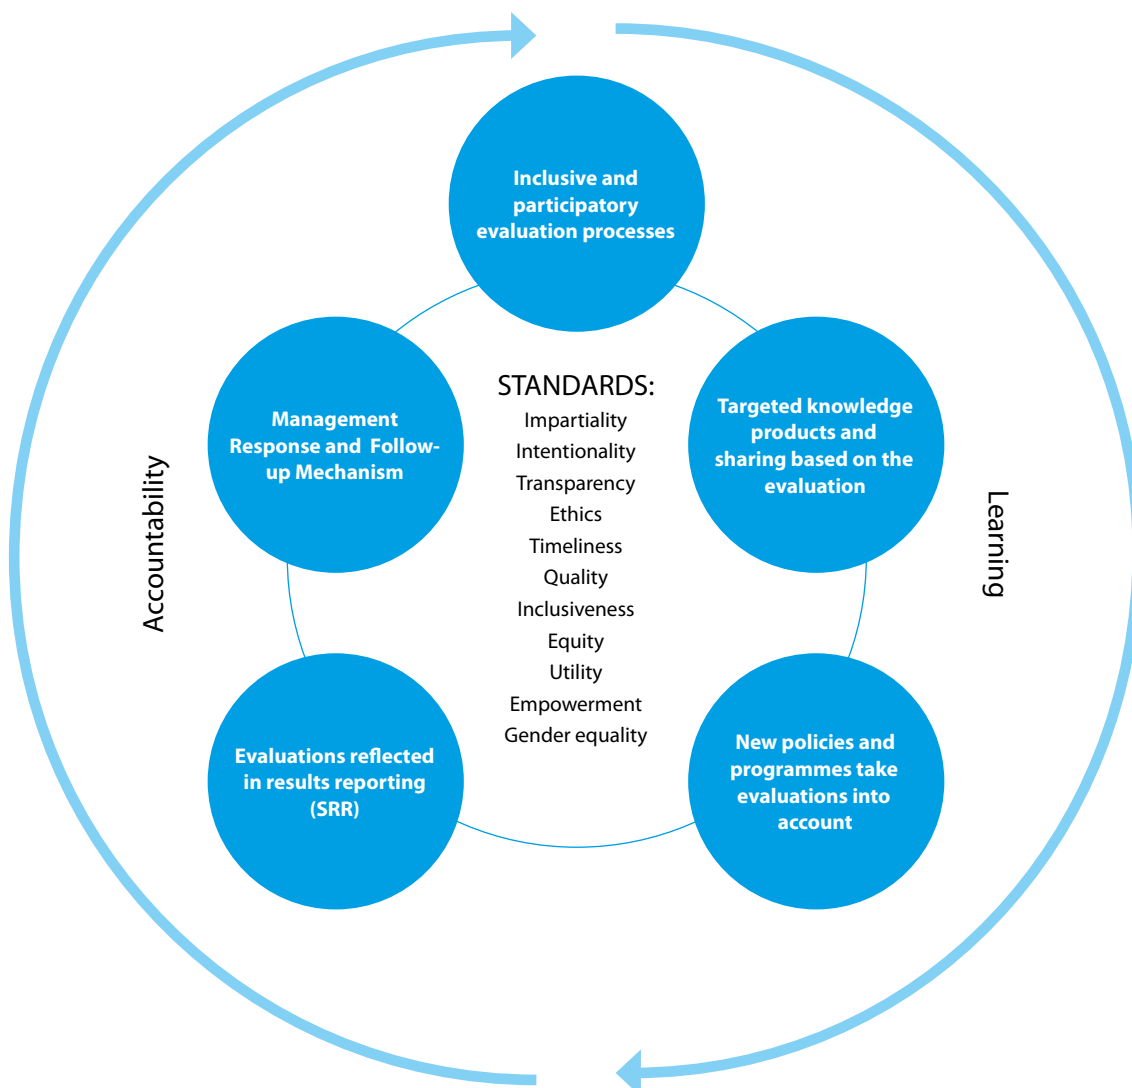 Inclusive and
participatory
evaluation processes
Management
Response and Follow-
up Mechanism
Targeted knowledge
products and
sharing based on the
evaluation
STANDARDS:
Impartiality
Intentionality
Transparency
Ethics
Timeliness
Quality
Inclusiveness
Equity
Utility
Empowerment
Gender equality
Accountability
Learning
Evaluations reflected
in results reporting
(SRR)
New policies and
programmes take
evaluations into
account